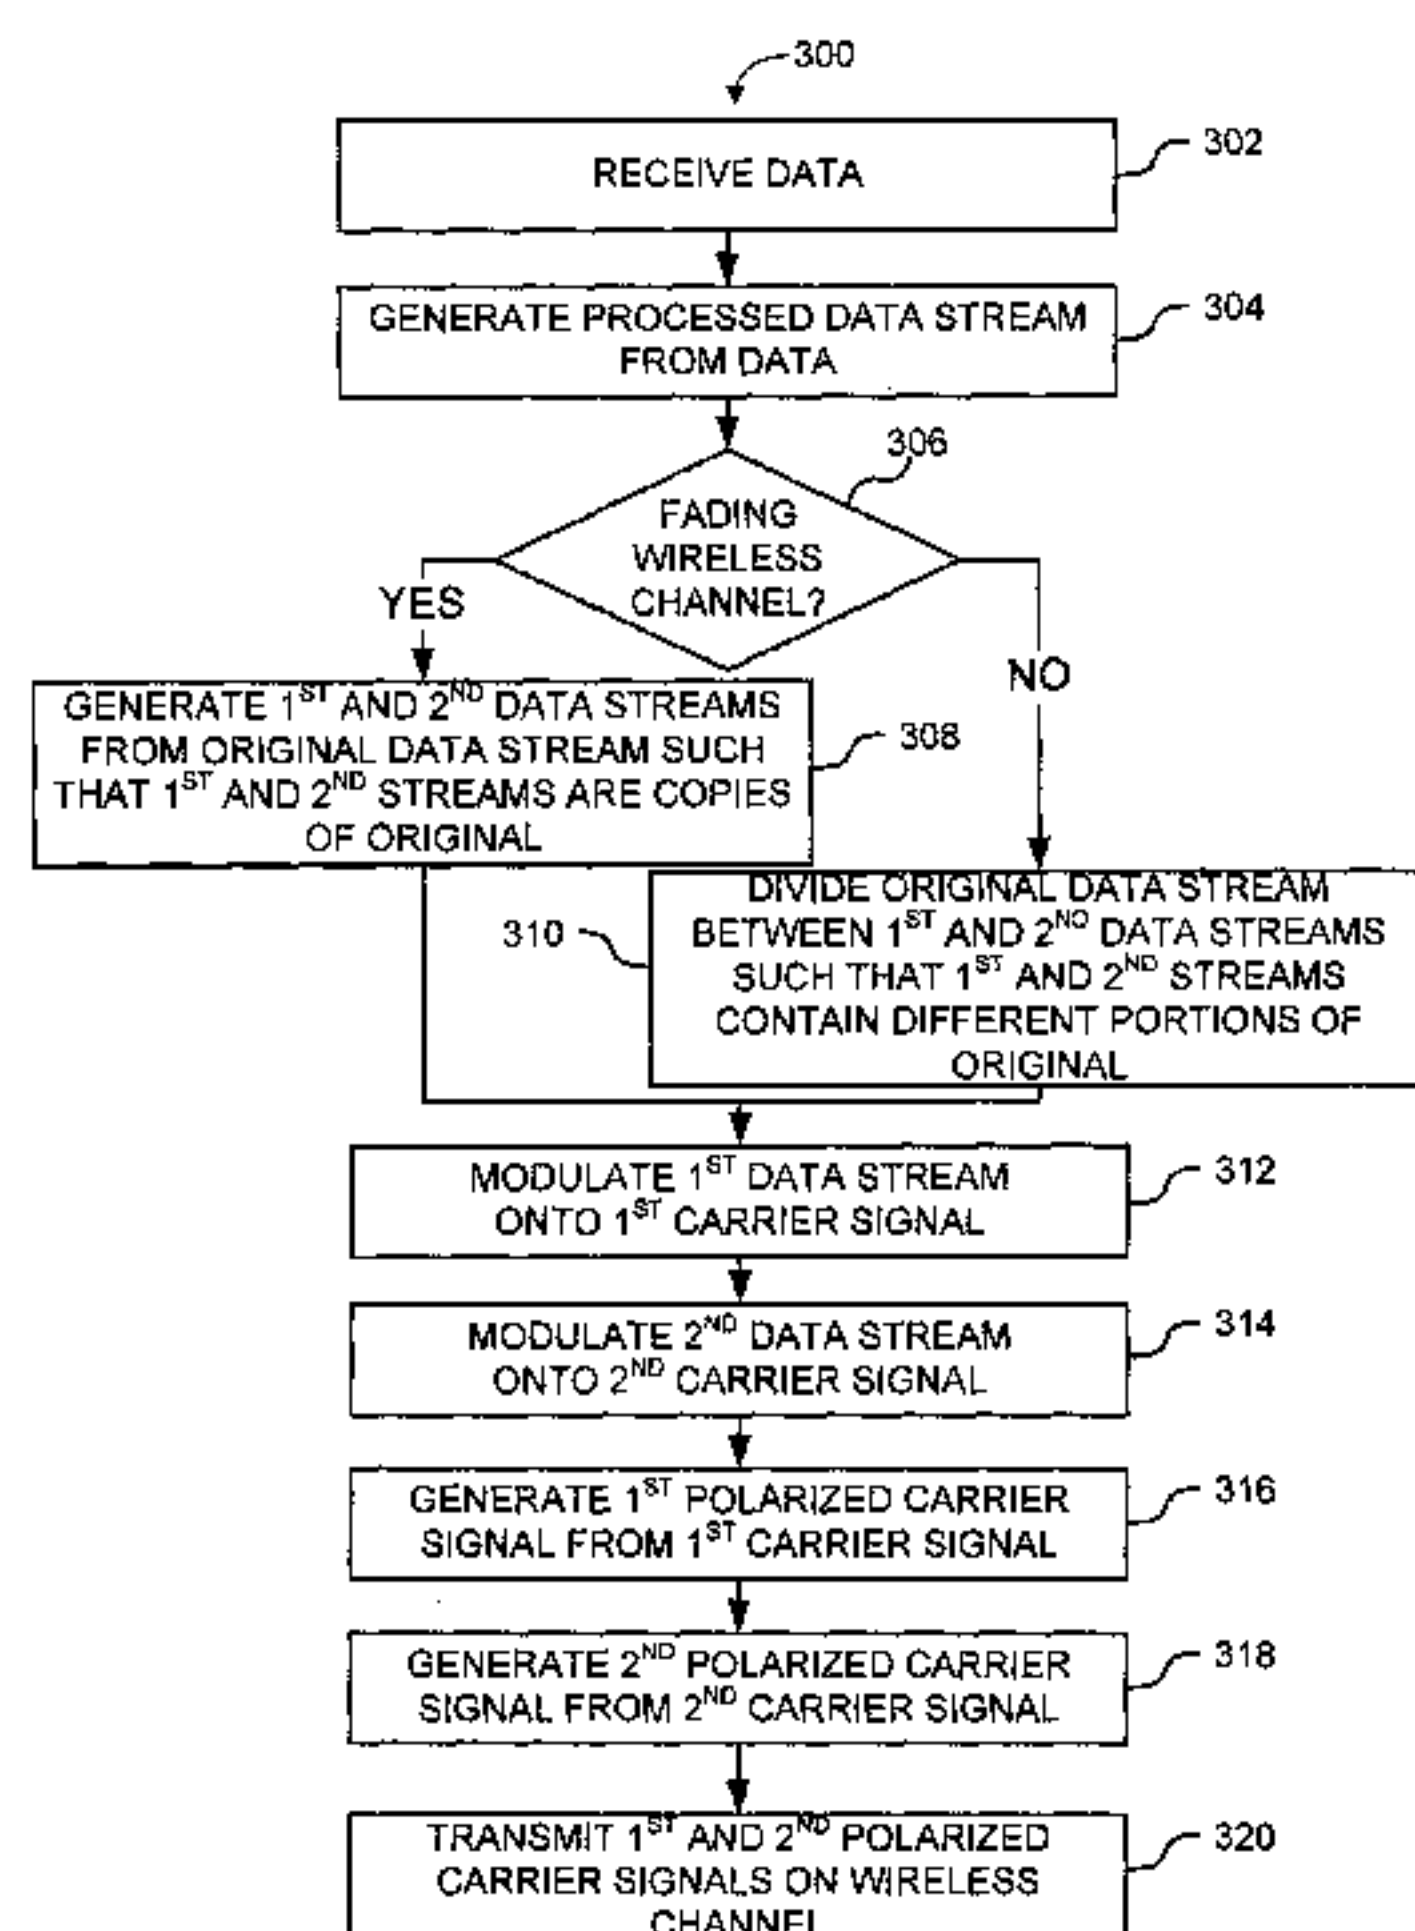 300
RECEIVE DATA
302
GENERATE PROCESSED DATA STREAM
FROM DATA
304
306
FADING
WIRELESS
CHANNEL?
YES
NO
GENERATE 1ST AND 2ND DATA STREAMS
FROM ORIGINAL DATA STREAM SUCH
THAT 1ST AND 2ND STREAMS ARE COPIES
OF ORIGINAL
308
310
DIVIDE ORIGINAL DATA STREAM
BETWEEN 1ST AND 2ND DATA STREAMS
SUCH THAT 1ST AND 2ND STREAMS
CONTAIN DIFFERENT PORTIONS OF
ORIGINAL
MODULATE 1ST DATA STREAM
ONTO 1ST CARRIER SIGNAL
312
MODULATE 2ND DATA STREAM
ONTO 2ND CARRIER SIGNAL
314
GENERATE 1ST POLARIZED CARRIER
SIGNAL FROM 1ST CARRIER SIGNAL
316
GENERATE 2ND POLARIZED CARRIER
SIGNAL FROM 2ND CARRIER SIGNAL
318
TRANSMIT 1ST AND 2ND POLARIZED
CARRIER SIGNALS ON WIRELESS
CHANNEL
320